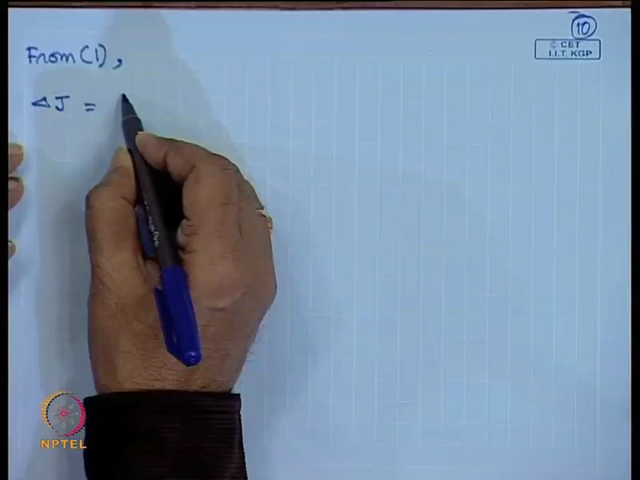 10
© CET
I.I.T. KGP
From (1),
ΔJ =
NPTEL